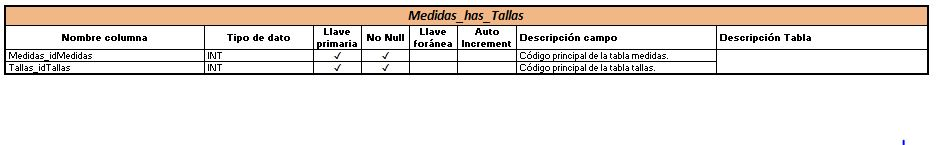 Medidas_has_Tallas
Nombre columna Tipo de dato Llave primaria No Null Llave foránea Auto Increment Descripción campo Descripción Tabla
Medidas_idMedidas INT ✓ ✓ Código principal de la tabla medidas.
Tallas_idTallas INT ✓ ✓ Código principal de la tabla tallas.